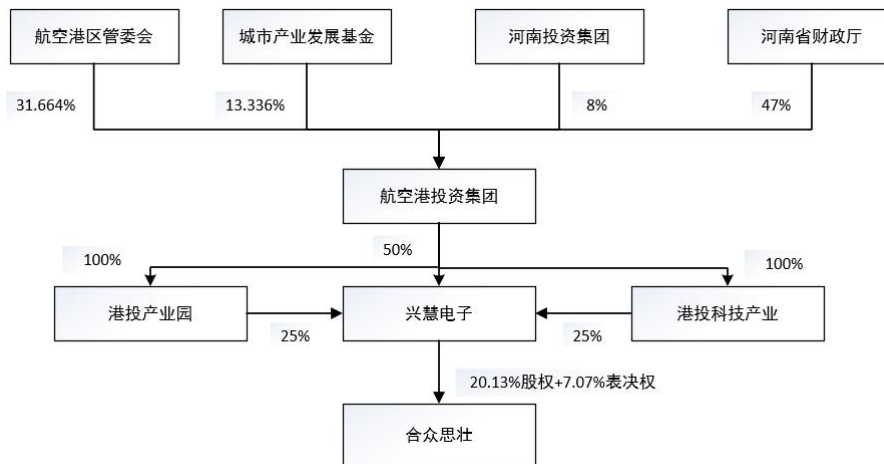 航空港区管委会
城市产业发展基金
河南投资集团
河南省财政厅
31.664%
13.336%
8%
47%
航空港投资集团
50%
100%
100%
港投产业园
兴慧电子
港投科技产业
25%
25%
20.13%股权+7.07%表决权
合众思壮